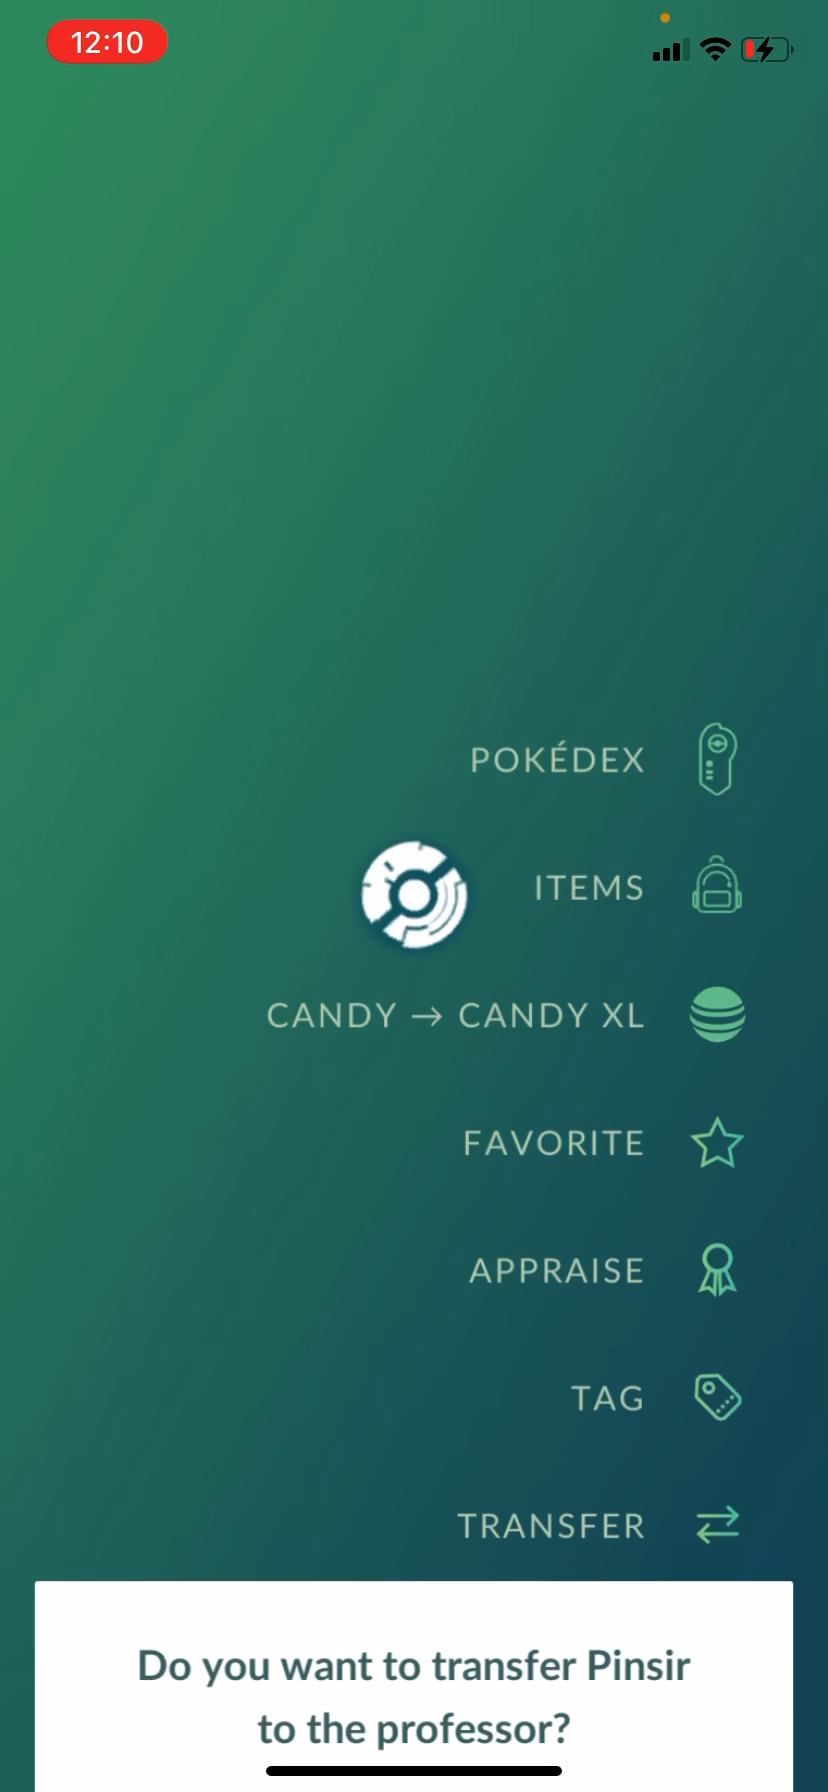 12:10
POKÉDEX
ITEMS
CANDY → CANDY XL
FAVORITE
APPRAISE
TAG
TRANSFER
Do you want to transfer Pinsir
to the professor?